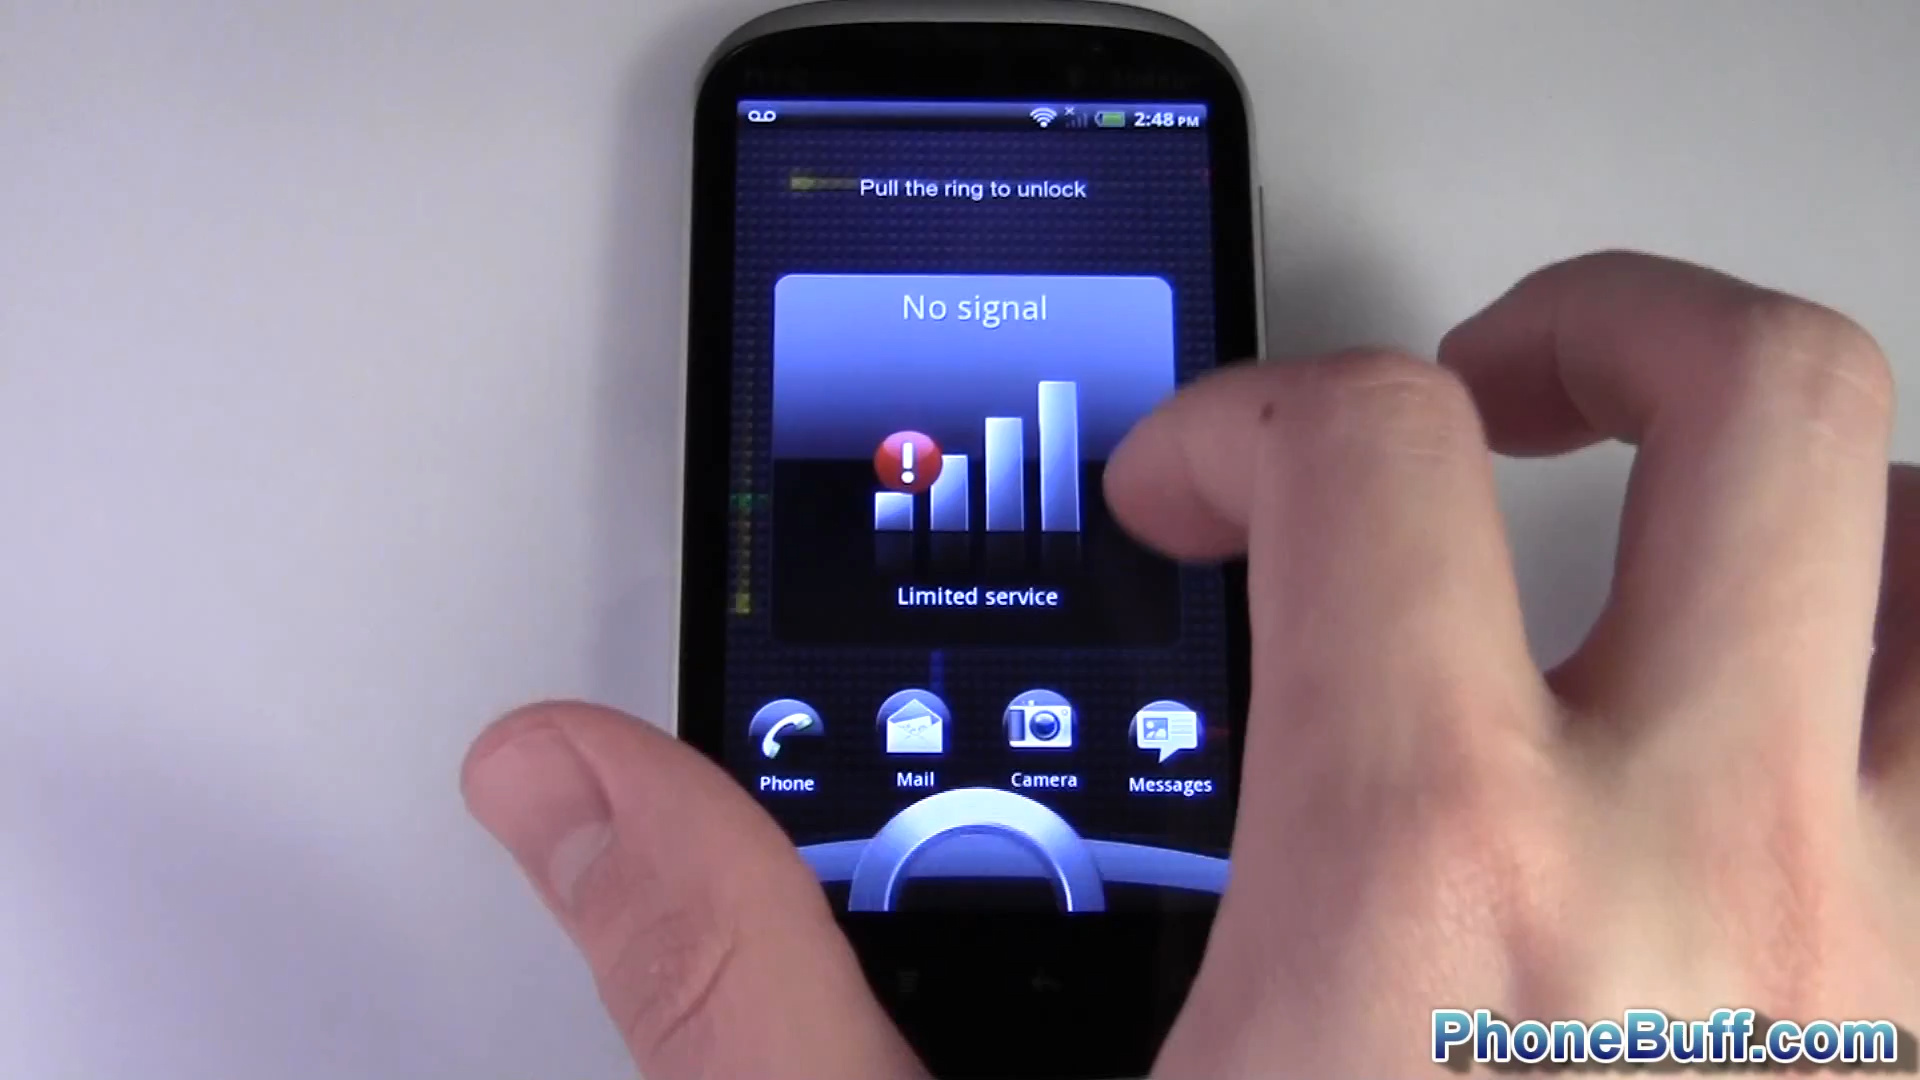 2:48 PM
Pull the ring to unlock
No signal
Limited service
Phone
Mail
Camera
Messages
PhoneBuff.com